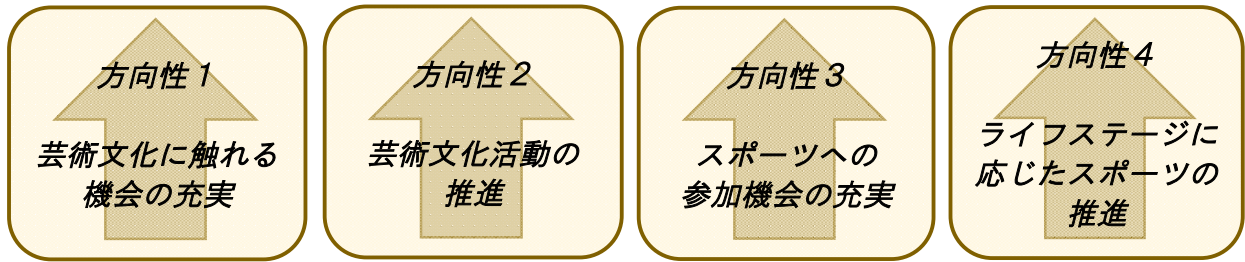 方向性１
芸術文化に触れる
機会の充実
方向性２
芸術文化活動の
推進
方向性３
スポーツへの
参加機会の充実
方向性４
ライフステージに
応じたスポーツの
推進